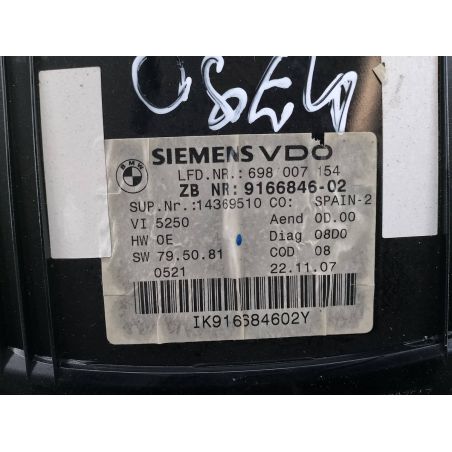 BMW
SIEMENS VDO
LFD.NR.: 698 007 154
ZB NR: 9166846-02
SUP.Nr.:14369510 CO: SPAIN-2
VI 5250 Aend 0D.00
HW 0E Diag 08D0
SW 79.50.81 COD 08
0521 22.11.07
IK916684602Y